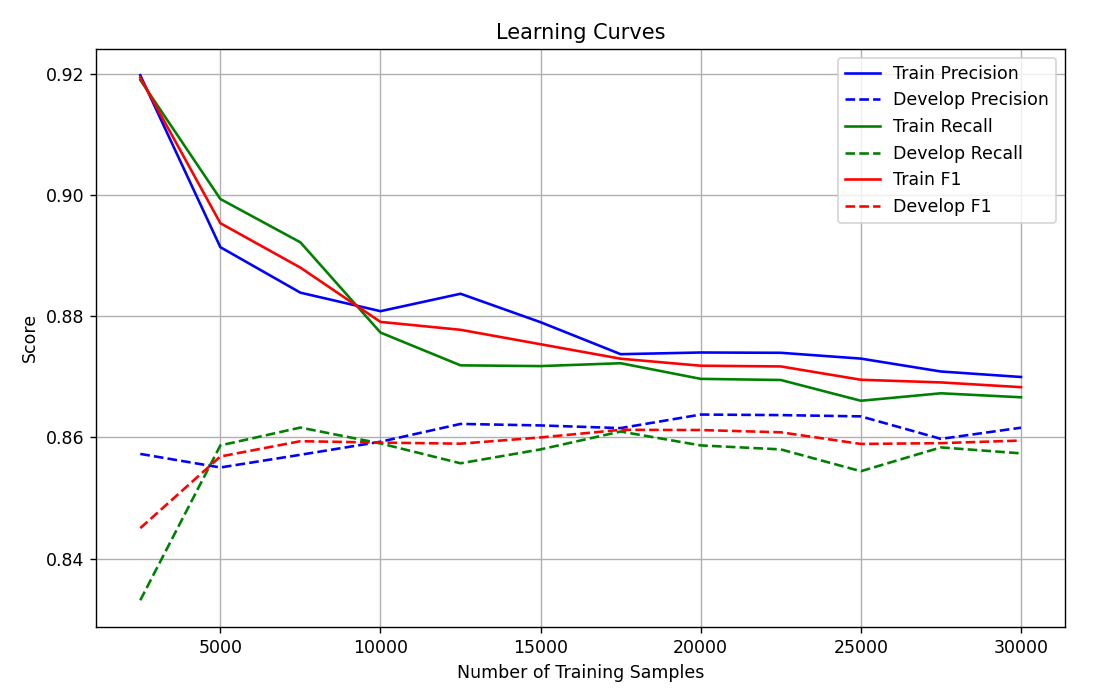 Learning Curves
Train Precision
Develop Precision
Train Recall
Develop Recall
Train F1
Develop F1
Score
0.92
0.90
0.88
0.86
0.84
5000
10000
15000
20000
25000
30000
Number of Training Samples